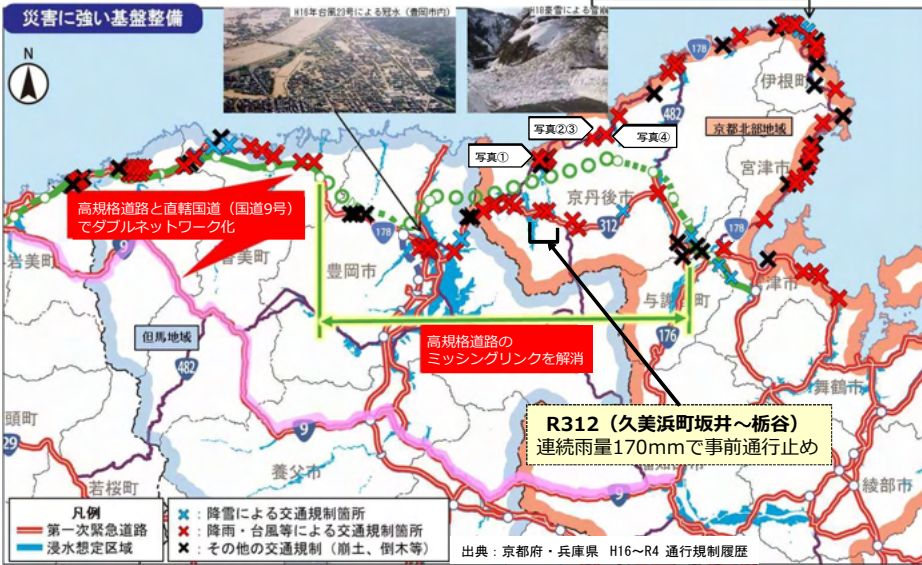 災害に強い基盤整備
H16年台風23号による冠水（豊岡市内）
H18豪雪による雪崩
N
178
伊根町
482
写真②③
写真④
京都北部地域
写真①
宮津市
京丹後市
高規格道路と直轄国道（国道9号）
でダブルネットワーク化
312
178
178
9
岩美町
香美町
豊岡市
与謝野町
宮津市
但馬地域
高規格道路の
ミッシングリンクを解消
176
482
舞鶴市
R312（久美浜町坂井～栃谷）
連続雨量170mmで事前通行止め
頭町
9
29
養父市
福知山市
9
綾部市
若桜町
凡例
第一次緊急道路
浸水想定区域
：降雪による交通規制箇所
：降雨・台風等による交通規制箇所
：その他の交通規制（崩土、倒木等）
出典：京都府・兵庫県 H16～R4 通行規制履歴